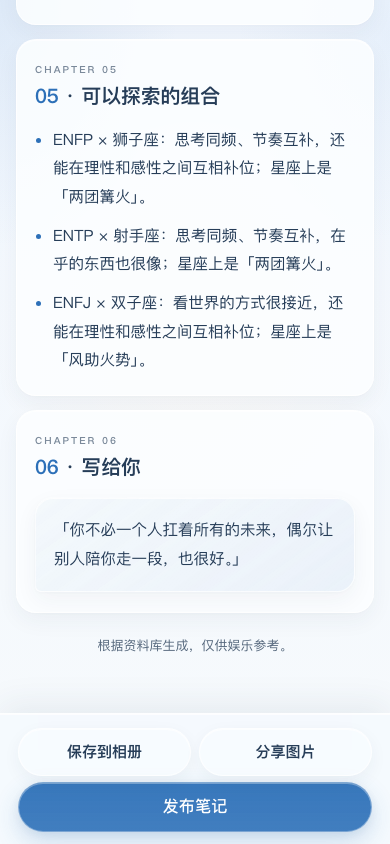 CHAPTER 05
05 · 可以探索的组合
ENFP × 狮子座：思考同频、节奏互补，还
能在理性和感性之间互相补位；星座上是
「两团篝火」。
ENTP × 射手座：思考同频、节奏互补，在
乎的东西也很像；星座上是「两团篝火」。
ENFJ × 双子座：看世界的方式很接近，还
能在理性和感性之间互相补位；星座上是
「风助火势」。
CHAPTER 06
06 · 写给你
「你不必一个人扛着所有的未来，偶尔让
别人陪你走一段，也很好。」
根据资料库生成，仅供娱乐参考。
保存到相册
分享图片
发布笔记